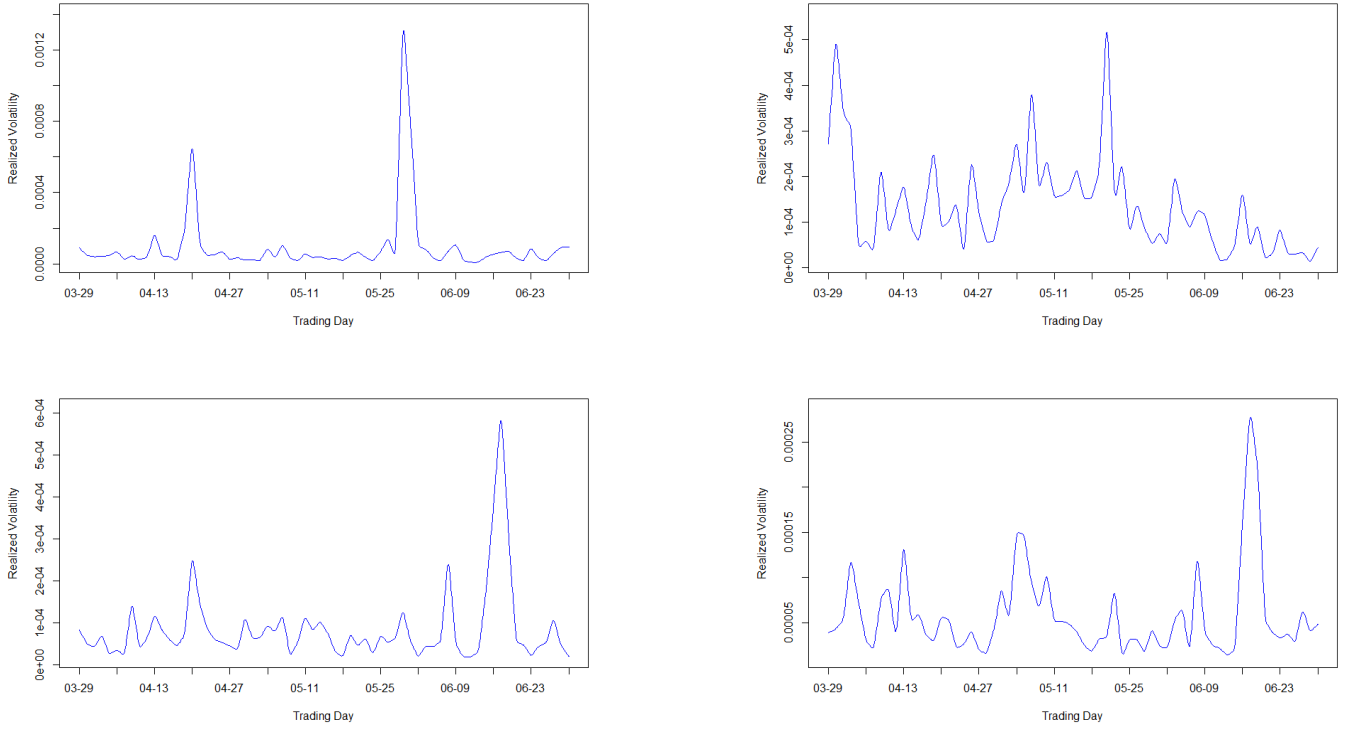 Realized Volatility
0.0012
0.0008
0.0004
0.0000
03-29 04-13 04-27 05-11 05-25 06-09 06-23
Trading Day
Realized Volatility
5e-04
4e-04
3e-04
2e-04
1e-04
0e+00
03-29 04-13 04-27 05-11 05-25 06-09 06-23
Trading Day
Realized Volatility
6e-04
5e-04
4e-04
3e-04
2e-04
1e-04
0e+00
03-29 04-13 04-27 05-11 05-25 06-09 06-23
Trading Day
Realized Volatility
0.00025
0.00015
0.00005
03-29 04-13 04-27 05-11 05-25 06-09 06-23
Trading Day